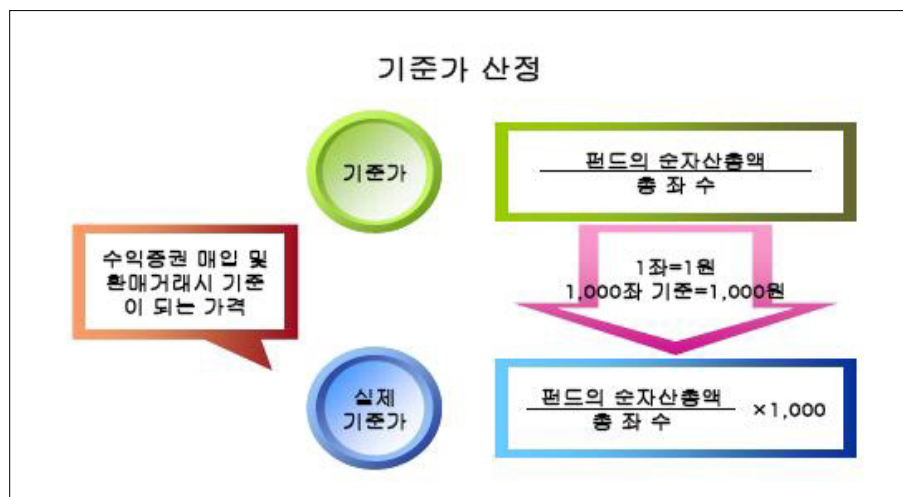 기준가 산정
기준가
펀드의 순자산총액
총 좌 수
수익증권 매입 및
환매거래시 기준
이 되는 가격
1좌=1원
1,000좌 기준=1,000원
실제
기준가
펀드의 순자산총액
총 좌 수
×1,000